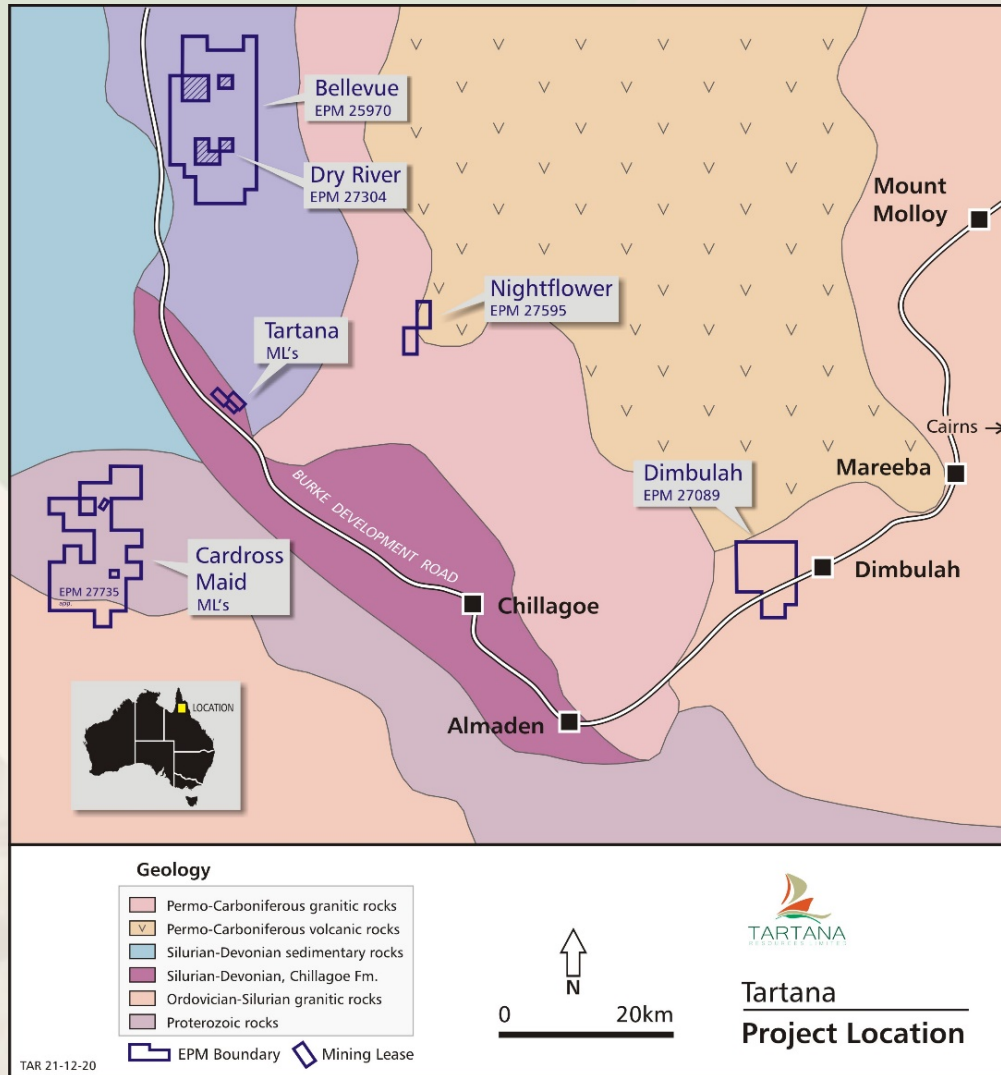 Bellevue
EPM 25970
Dry River
EPM 27304
Mount
Molloy
Nightflower
EPM 27595
Tartana
ML's
Cairns →
Mareeba
Dimbulah
EPM 27089
BURKE DEVELOPMENT ROAD
Cardross
Maid
ML's
EPM 27735
app.
Dimbulah
Chillagoe
Almaden
LOCATION
Geology
Permo-Carboniferous granitic rocks
Permo-Carboniferous volcanic rocks
Silurian-Devonian sedimentary rocks
Silurian-Devonian, Chillagoe Fm.
Ordovician-Silurian granitic rocks
Proterozoic rocks
EPM Boundary
Mining Lease
TAR 21-12-20
N
0 20km
TARTANA
RESOURCES LIMITED
Tartana
Project Location